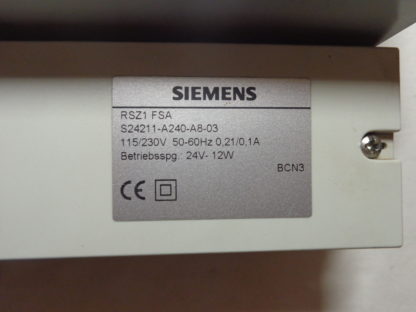 SIEMENS
RSZ1 FSA
S24211-A240-A8-03
115/230V 50-60Hz 0,21/0,1A
Betriebsspg. 24V- 12W
BCN3
CE